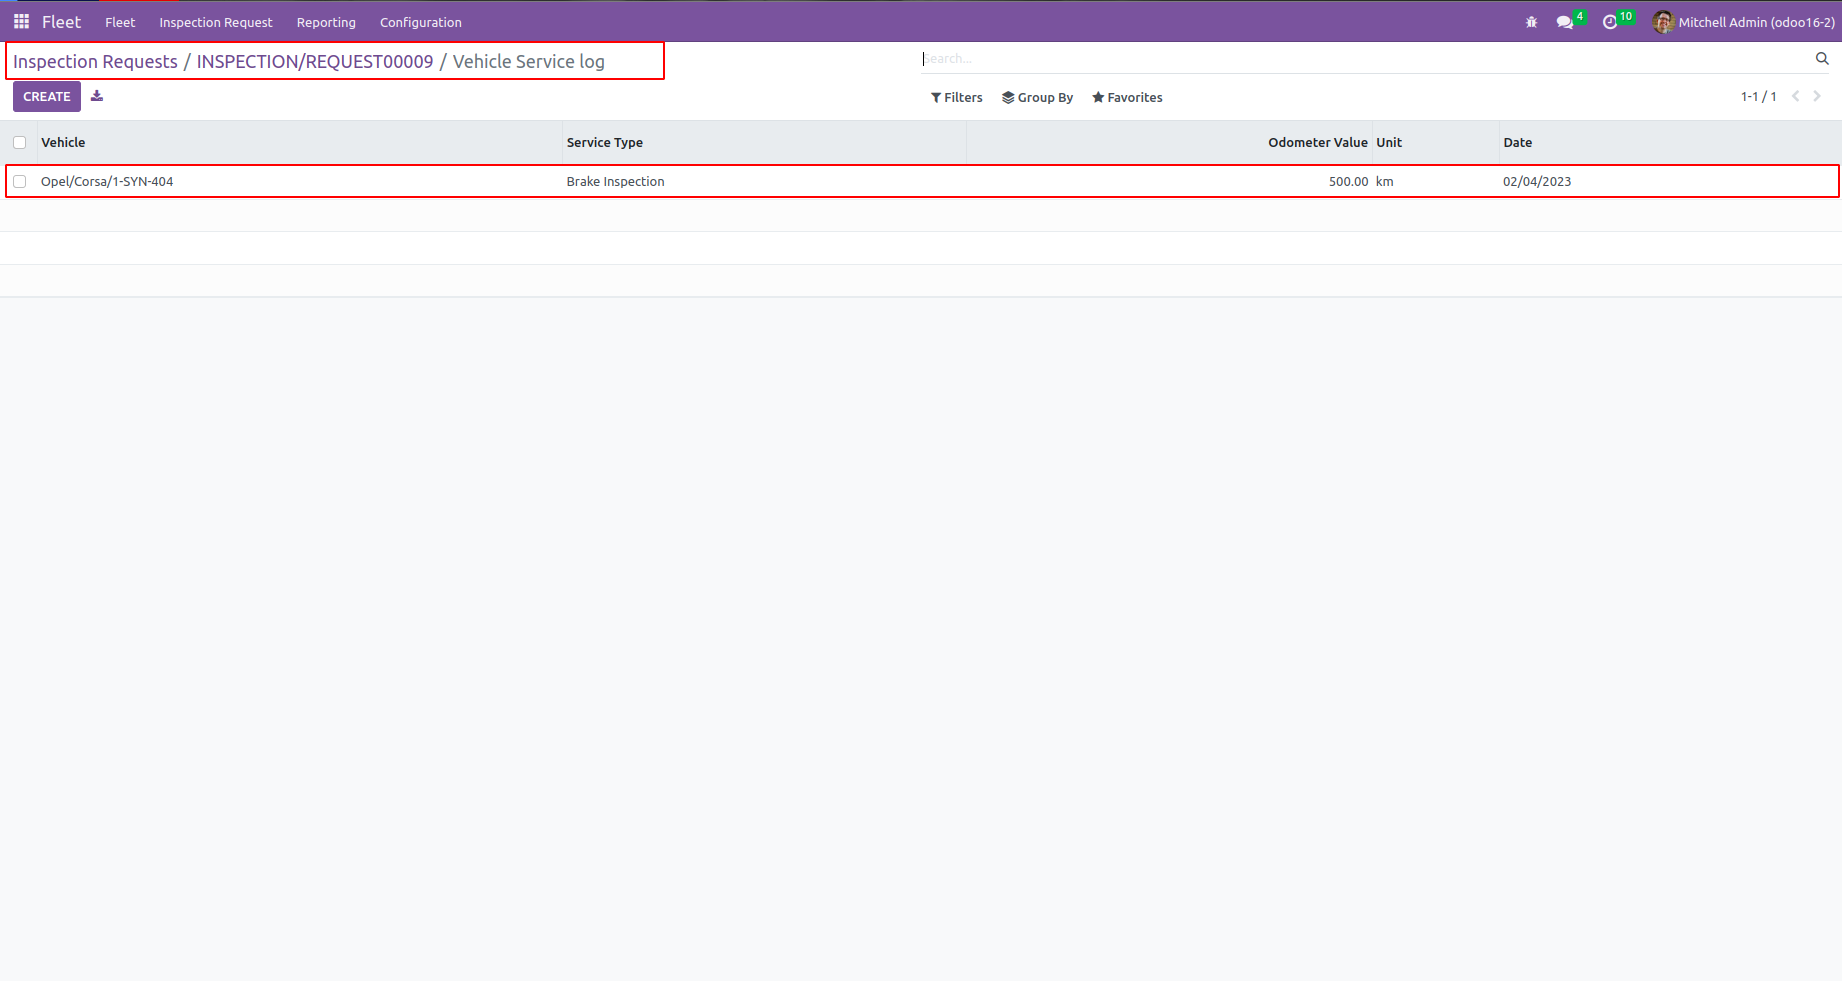 Fleet Fleet Inspection Request Reporting Configuration 4 10 Mitchell Admin (odoo16-2)
Inspection Requests / INSPECTION/REQUEST00009 / Vehicle Service log Search...
CREATE Filters Group By Favorites 1-1 / 1
Vehicle Service Type Odometer Value Unit Date
Opel/Corsa/1-SYN-404 Brake Inspection 500.00 km 02/04/2023